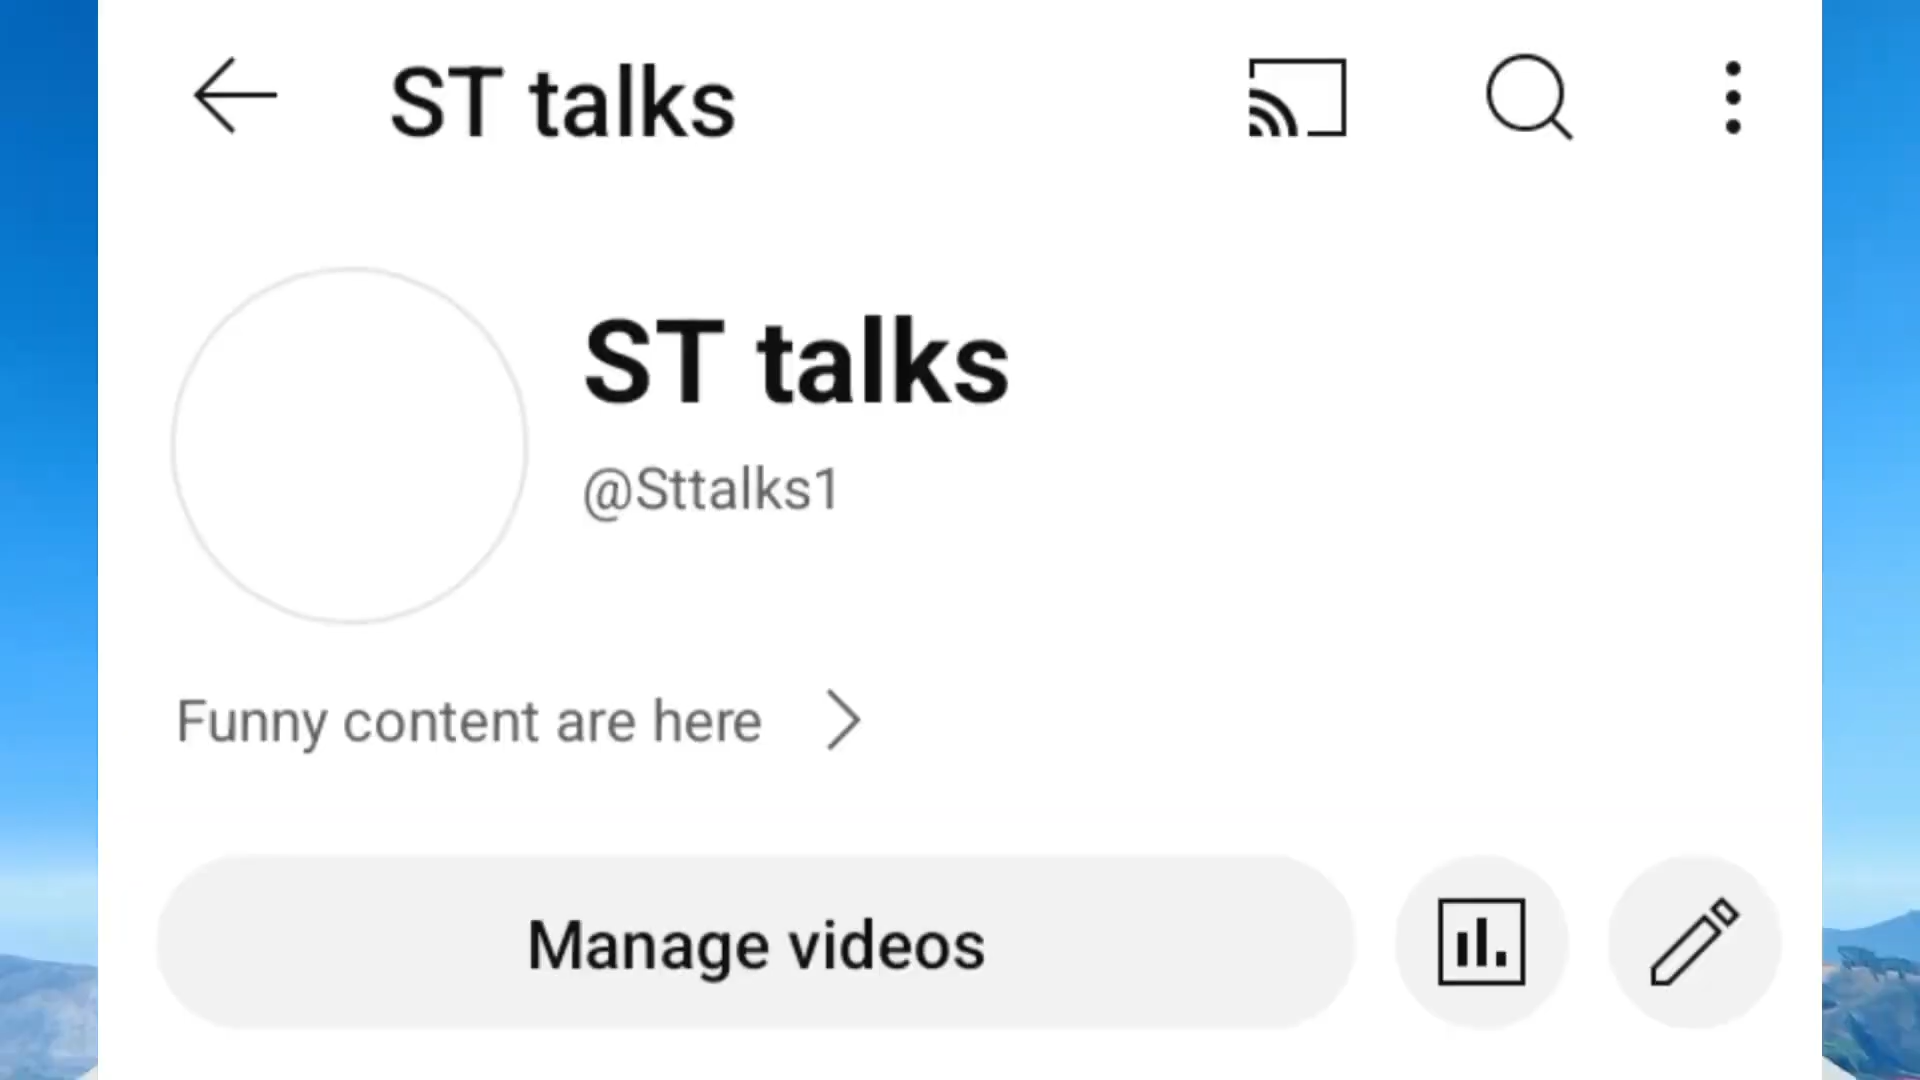 ST talks
ST talks
@Sttalks1
Funny content are here
Manage videos